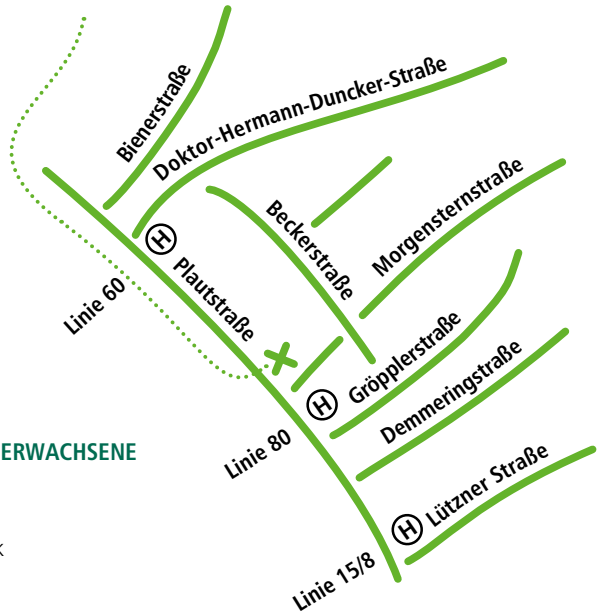 Bienerstraße
Doktor-Hermann-Duncker-Straße
Beckerstraße
Morgensternstraße
H
Plautstraße
Linie 60
Gröpplerstraße
H
Demmeringstraße
Linie 80
ERWACHSENE
Lützner Straße
H
K
Linie 15/8